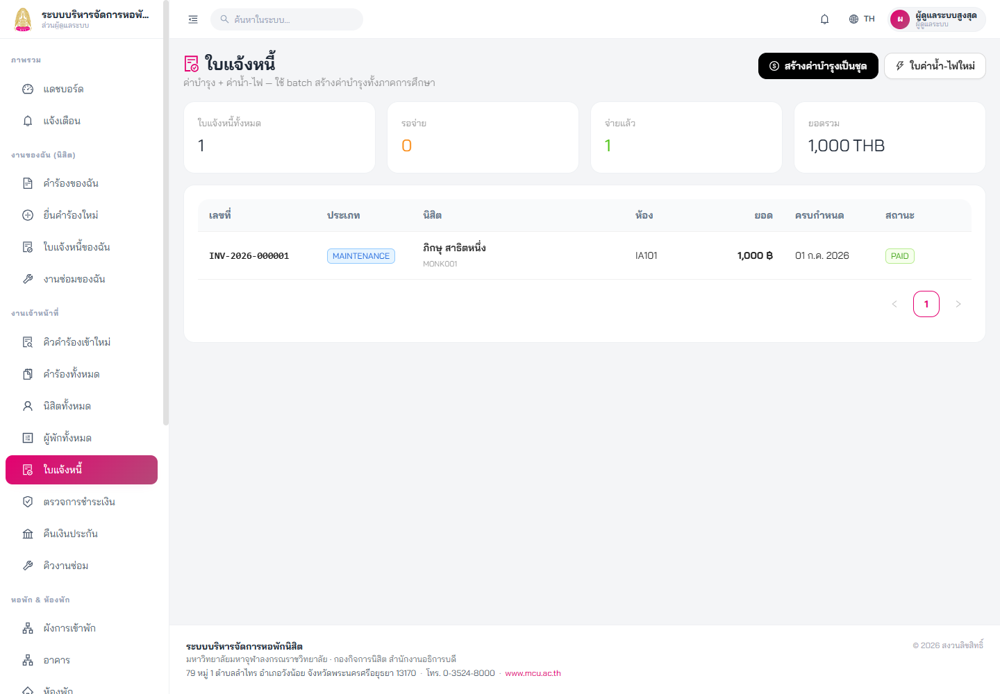 ระบบบริหารจัดการหอพั...
ส่วนผู้ดูแลระบบ
ค้นหาในระบบ...
TH
ผ
ผู้ดูแลระบบสูงสุด
ผู้ดูแลระบบ
ภาพรวม
แดชบอร์ด
แจ้งเตือน
งานของฉัน (นิสิต)
คำร้องของฉัน
ยื่นคำร้องใหม่
ใบแจ้งหนี้ของฉัน
งานซ่อมของฉัน
งานเจ้าหน้าที่
คิวคำร้องเข้าใหม่
คำร้องทั้งหมด
นิสิตทั้งหมด
ผู้พักทั้งหมด
ใบแจ้งหนี้
ตรวจการชำระเงิน
คืนเงินประกัน
คิวงานซ่อม
หอพัก & ห้องพัก
ผังการเข้าพัก
อาคาร
ห้องพัก
ใบแจ้งหนี้
ค่าบำรุง + ค่าน้ำ-ไฟ — ใช้ batch สร้างค่าบำรุงทั้งภาคการศึกษา
สร้างค่าบำรุงเป็นชุด
ใบค่าน้ำ-ไฟใหม่
ใบแจ้งหนี้ทั้งหมด
1
รอจ่าย
0
จ่ายแล้ว
1
ยอดรวม
1,000 THB
เลขที่ ประเภท นิสิต ห้อง ยอด ครบกำหนด สถานะ
INV-2026-000001 MAINTENANCE ภิกษุ สาธิตหนึ่ง IA101 1,000 ฿ 01 ก.ค. 2026 PAID
MONK001
1
ระบบบริหารจัดการหอพักนิสิต
มหาวิทยาลัยมหาจุฬาลงกรณราชวิทยาลัย · กองกิจการนิสิต สำนักงานอธิการบดี
79 หมู่ 1 ตำบลลำไทร อำเภอวังน้อย จังหวัดพระนครศรีอยุธยา 13170 · โทร. 0-3524-8000 · www.mcu.ac.th
© 2026 สงวนลิขสิทธิ์